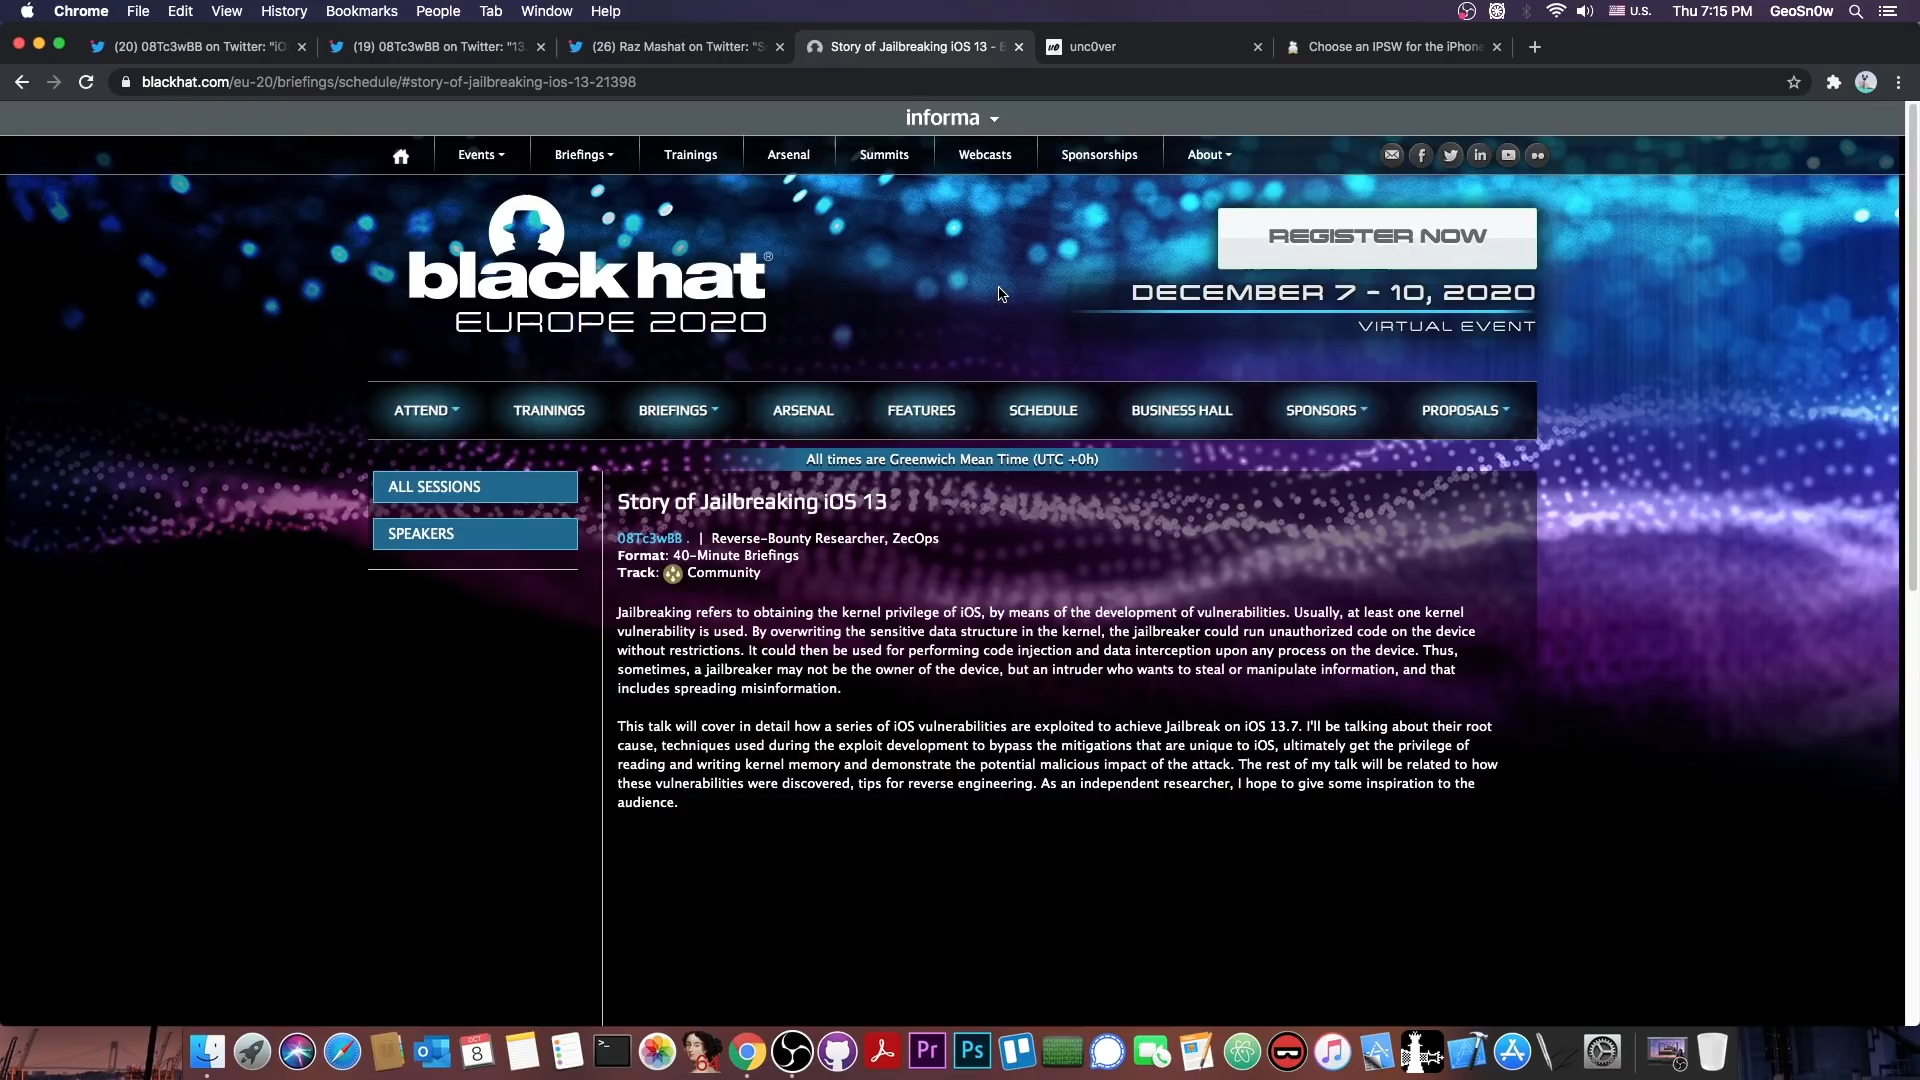 Chrome File Edit View History Bookmarks People Tab Window Help U.S. Thu 7:15 PM GeoSn0w
(20) 08Tc3wBB on Twitter: "iO
(19) 08Tc3wBB on Twitter: "13.
(26) Raz Mashat on Twitter: "S
Story of Jailbreaking iOS 13 - B
unc0ver
Choose an IPSW for the iPhone
blackhat.com/eu-20/briefings/schedule/#story-of-jailbreaking-ios-13-21398
informa
Events Briefings Trainings Arsenal Summits Webcasts Sponsorships About
black hat®
EUROPE 2020
REGISTER NOW
DECEMBER 7 - 10, 2020
VIRTUAL EVENT
ATTEND TRAININGS BRIEFINGS ARSENAL FEATURES SCHEDULE BUSINESS HALL SPONSORS PROPOSALS
All times are Greenwich Mean Time (UTC +0h)
ALL SESSIONS
SPEAKERS
Story of Jailbreaking iOS 13
08Tc3wBB . | Reverse-Bounty Researcher, ZecOps
Format: 40-Minute Briefings
Track: Community
Jailbreaking refers to obtaining the kernel privilege of iOS, by means of the development of vulnerabilities. Usually, at least one kernel
vulnerability is used. By overwriting the sensitive data structure in the kernel, the jailbreaker could run unauthorized code on the device
without restrictions. It could then be used for performing code injection and data interception upon any process on the device. Thus,
sometimes, a jailbreaker may not be the owner of the device, but an intruder who wants to steal or manipulate information, and that
includes spreading misinformation.
This talk will cover in detail how a series of iOS vulnerabilities are exploited to achieve Jailbreak on iOS 13.7. I'll be talking about their root
cause, techniques used during the exploit development to bypass the mitigations that are unique to iOS, ultimately get the privilege of
reading and writing kernel memory and demonstrate the potential malicious impact of the attack. The rest of my talk will be related to how
these vulnerabilities were discovered, tips for reverse engineering. As an independent researcher, I hope to give some inspiration to the
audience.
OCT
8
Pr
Ps